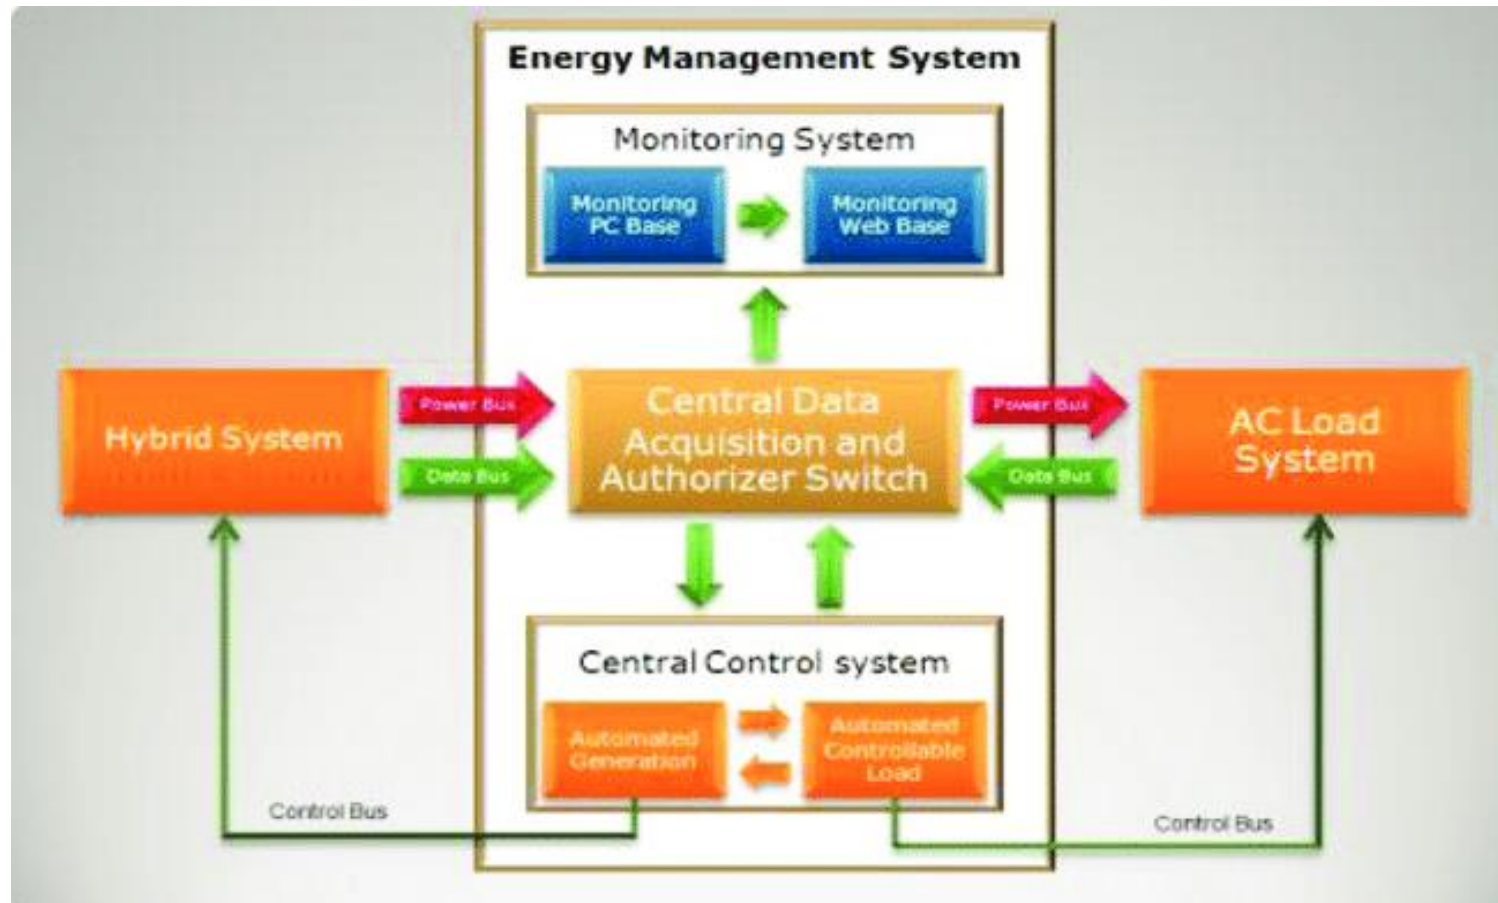 Energy Management System
Monitoring System
Monitoring
PC Base
Monitoring
Web Base
Hybrid System
Power Bus
Data Bus
Central Data
Acquisition and
Authorizer Switch
Power Bus
Data Bus
AC Load
System
Central Control system
Automated
Generation
Automated
Controllable
Load
Control Bus
Control Bus